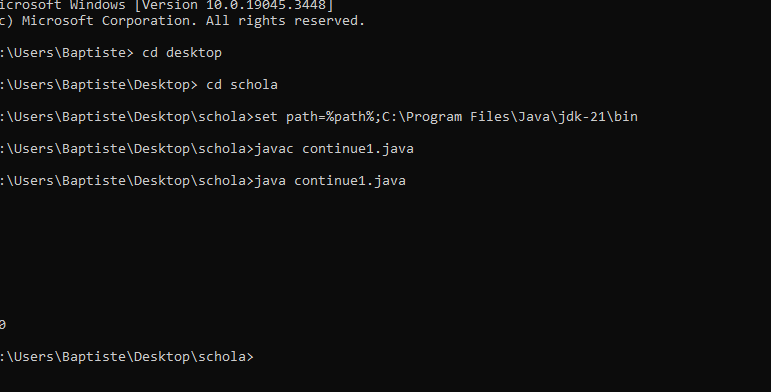 icrosoft Windows [Version 10.0.19045.3448]
c) Microsoft Corporation. All rights reserved.
:\Users\Baptiste> cd desktop
:\Users\Baptiste\Desktop> cd schola
:\Users\Baptiste\Desktop\schola>set path=%path%;C:\Program Files\Java\jdk-21\bin
:\Users\Baptiste\Desktop\schola>javac continue1.java
:\Users\Baptiste\Desktop\schola>java continue1.java
0
:\Users\Baptiste\Desktop\schola>